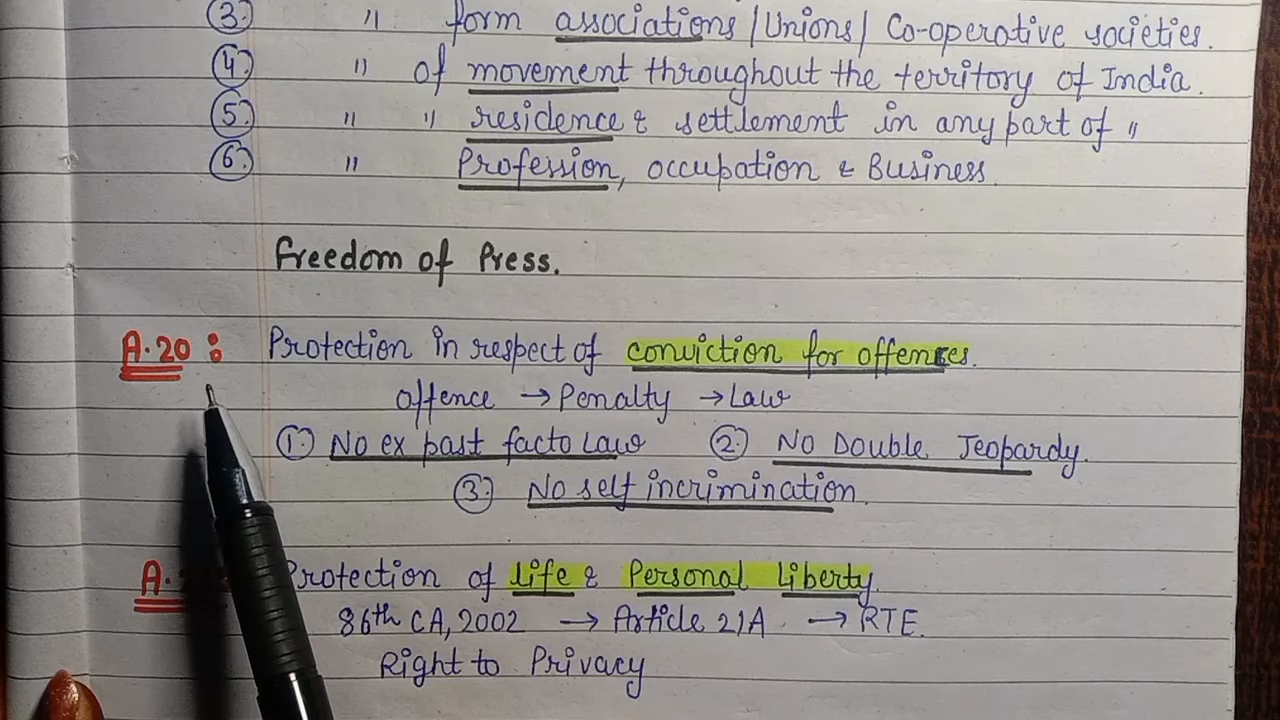 3. " form associations /Unions/ Co-operative societies.
4. " of movement throughout the territory of India.
5. " " residence & settlement in any part of "
6. " Profession, occupation & Business
freedom of Press.
A.20 : Protection in respect of conviction for offences.
offence → Penalty → Law
1. No ex past facto Law 2. No Double Jeopardy.
3. No self incrimination.
A. Protection of life & Personal Liberty.
86th CA, 2002 → Article 21A. → RTE.
Right to Privacy